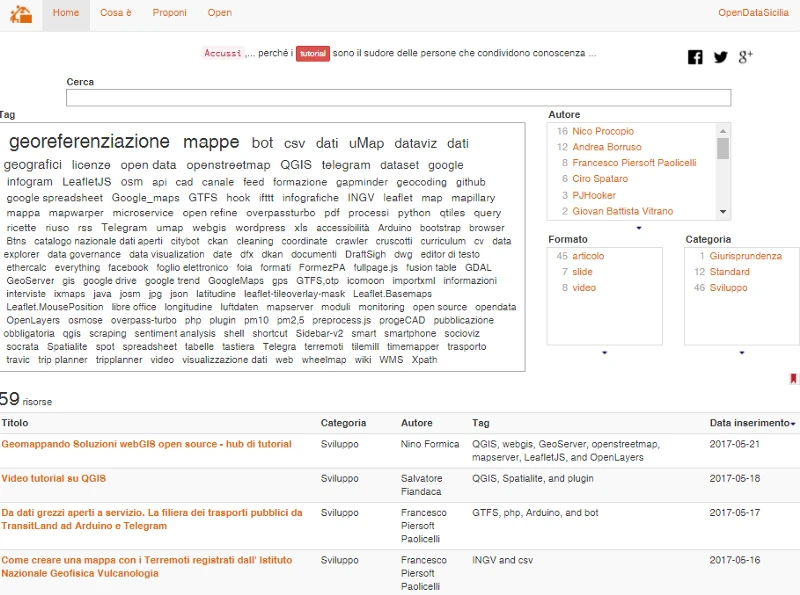 Home Cosa è Proponi Open OpenDataSicilia
Accussì,... perché i tutorial sono il sudore delle persone che condividono conoscenza ...
Cerca
Tag
georeferenziazione mappe bot csv dati uMap dataviz dati
geografici licenze open data openstreetmap QGIS telegram dataset google
infogram LeafletJS osm api cad canale feed formazione gapminder geocoding github
google spreadsheet Google_maps GTFS hook ifttt infografiche INGV leaflet map mapillary
mappa mapwarper microservice open refine overpassturbo pdf processi python qtiles query
ricette riuso rss Telegram umap webgis wordpress xls accessibilità Arduino bootstrap browser
Btns catalogo nazionale dati aperti citybot ckan cleaning coordinate crawler cruscotti curriculum cv data
explorer data governance data visualization date dfx dkan documenti DraftSigh dwg editor di testo
ethercalc everything facebook foglio elettronico foia formati FormezPA fullpage.js fusion table GDAL
GeoServer gis google drive google trend GoogleMaps gps GTFS,otp icomoon importxml informazioni
interviste ixmaps java josm jpg json latitudine leaflet-tileoverlay-mask Leaflet.Basemaps
Leaflet.MousePosition libre office longitudine luftdaten mapserver moduli monitoring open source opendata
OpenLayers osmose overpass-turbo php plugin pm10 pm2,5 preprocess.js progeCAD pubblicazione
obbligatoria qgis scraping sentiment analysis shell shortcut Sidebar-v2 smart smartphone socioviz
socrata Spatialite spot spreadsheet tabelle tastiera Telegra terremoti tilemill timemapper trasporto
travic trip planner tripplanner video visualizzazione dati web wheelmap wiki WMS Xpath
Autore
16 Nico Procopio
12 Andrea Borruso
8 Francesco Piersoft Paolicelli
6 Ciro Spataro
3 PJHooker
2 Giovan Battista Vitrano
Formato
45 articolo
7 slide
8 video
Categoria
1 Giurisprudenza
12 Standard
46 Sviluppo
59 risorse
Titolo Categoria Autore Tag Data inserimento
Geomappando Soluzioni webGIS open source - hub di tutorial Sviluppo Nino Formica QGIS, webgis, GeoServer, openstreetmap, 2017-05-21
mapserver, LeafletJS, and OpenLayers
Video tutorial su QGIS Sviluppo Salvatore QGIS, Spatialite, and plugin 2017-05-18
Fiandaca
Da dati grezzi aperti a servizio. La filiera dei trasporti pubblici da Sviluppo Francesco GTFS, php, Arduino, and bot 2017-05-17
TransitLand ad Arduino e Telegram Piersoft
Paolicelli
Come creare una mappa con i Terremoti registrati dall' Istituto Sviluppo Francesco INGV and csv 2017-05-16
Nazionale Geofisica Vulcanologia Piersoft
Paolicelli